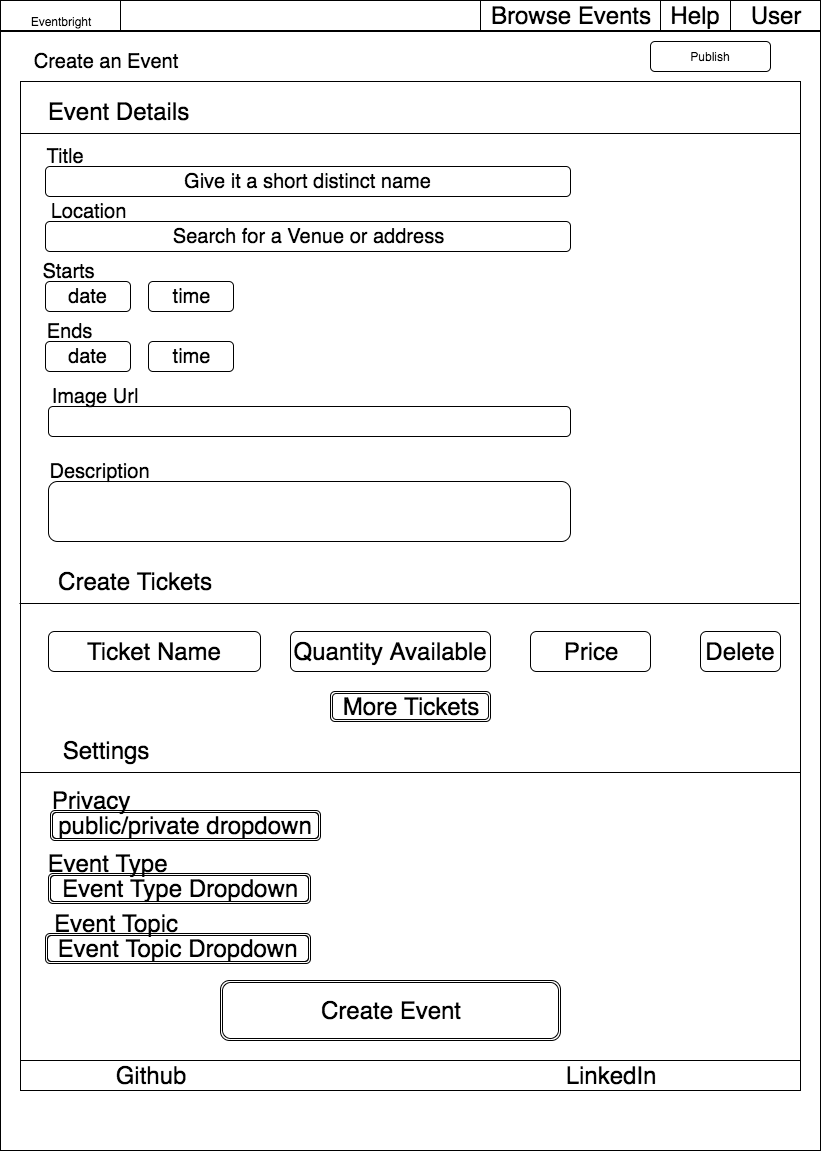 Eventbright
Browse Events
Help
User
Create an Event
Publish
Event Details
Title
Give it a short distinct name
Location
Search for a Venue or address
Starts
date
time
Ends
date
time
Image Url
Description
Create Tickets
Ticket Name
Quantity Available
Price
Delete
More Tickets
Settings
Privacy
public/private dropdown
Event Type
Event Type Dropdown
Event Topic
Event Topic Dropdown
Create Event
Github
LinkedIn